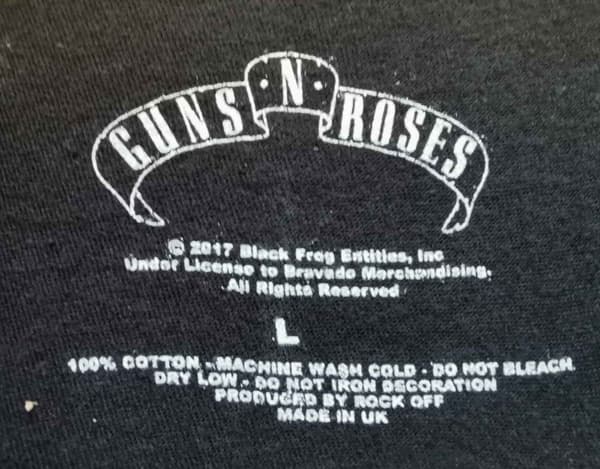 GUNS · N · ROSES
© 2017 Black Frog Entities, Inc
Under License to Bravado Merchandising.
All Rights Reserved
L
100% COTTON - MACHINE WASH COLD - DO NOT BLEACH
DRY LOW - DO NOT IRON DECORATION
PRODUCED BY ROCK OFF
MADE IN UK